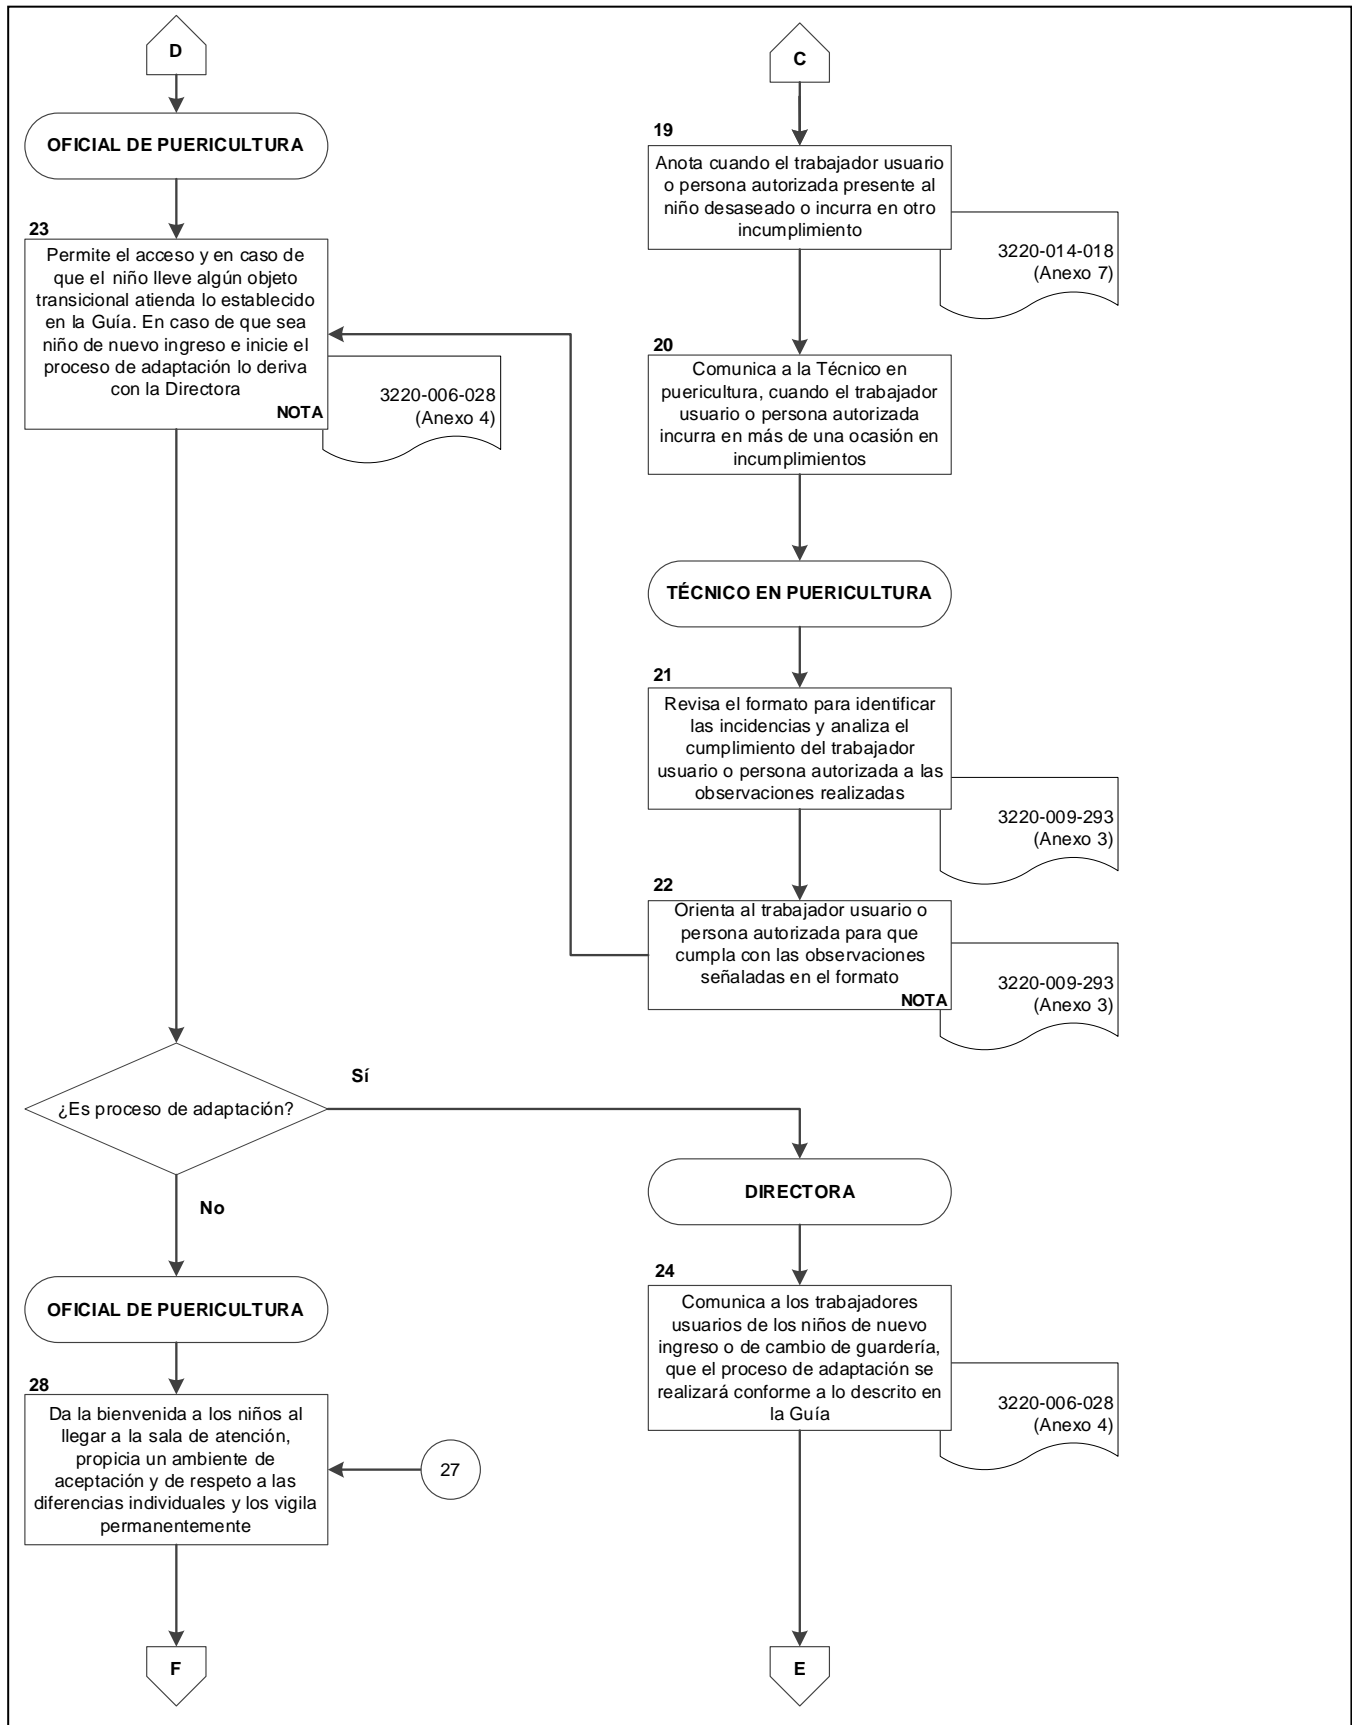 D
OFICIAL DE PUERICULTURA
23
Permite el acceso y en caso de
que el niño lleve algún objeto
transicional atienda lo establecido
en la Guía. En caso de que sea
niño de nuevo ingreso e inicie el
proceso de adaptación lo deriva
con la Directora
NOTA
3220-006-028
(Anexo 4)
C
19
Anota cuando el trabajador usuario
o persona autorizada presente al
niño desaseado o incurra en otro
incumplimiento
3220-014-018
(Anexo 7)
20
Comunica a la Técnico en
puericultura, cuando el trabajador
usuario o persona autorizada
incurra en más de una ocasión en
incumplimientos
TÉCNICO EN PUERICULTURA
21
Revisa el formato para identificar
las incidencias y analiza el
cumplimiento del trabajador
usuario o persona autorizada a las
observaciones realizadas
3220-009-293
(Anexo 3)
22
Orienta al trabajador usuario o
persona autorizada para que
cumpla con las observaciones
señaladas en el formato
NOTA
3220-009-293
(Anexo 3)
¿Es proceso de adaptación?
Sí
No
DIRECTORA
24
Comunica a los trabajadores
usuarios de los niños de nuevo
ingreso o de cambio de guardería,
que el proceso de adaptación se
realizará conforme a lo descrito en
la Guía
3220-006-028
(Anexo 4)
E
OFICIAL DE PUERICULTURA
28
Da la bienvenida a los niños al
llegar a la sala de atención,
propicia un ambiente de
aceptación y de respeto a las
diferencias individuales y los vigila
permanentemente
27
F